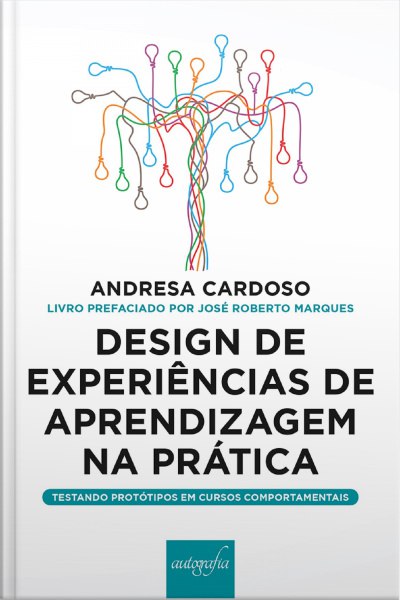 ANDRESA CARDOSO
LIVRO PREFACIADO POR JOSÉ ROBERTO MARQUES
DESIGN DE
EXPERIÊNCIAS DE
APRENDIZAGEM
NA PRÁTICA
TESTANDO PROTÓTIPOS EM CURSOS COMPORTAMENTAIS
autografia